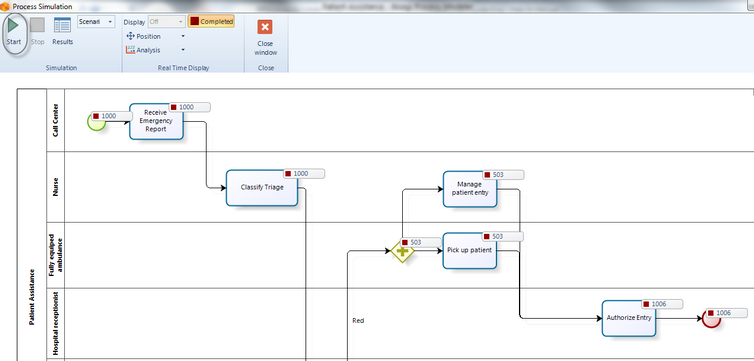 Process Simulation
Start
Stop
Results
Scenari
Display
Off
Completed
Position
Analysis
Close
window
Simulation
Real Time Display
Close
Patient Assistance
Call Center
1000
Receive
Emergency
Report
1000
Nurse
Classify Triage
1000
Manage
patient entry
503
Fully equiped
ambulance
503
Pick up patient
503
Hospital receptionist
Red
Authorize Entry
1006
1006